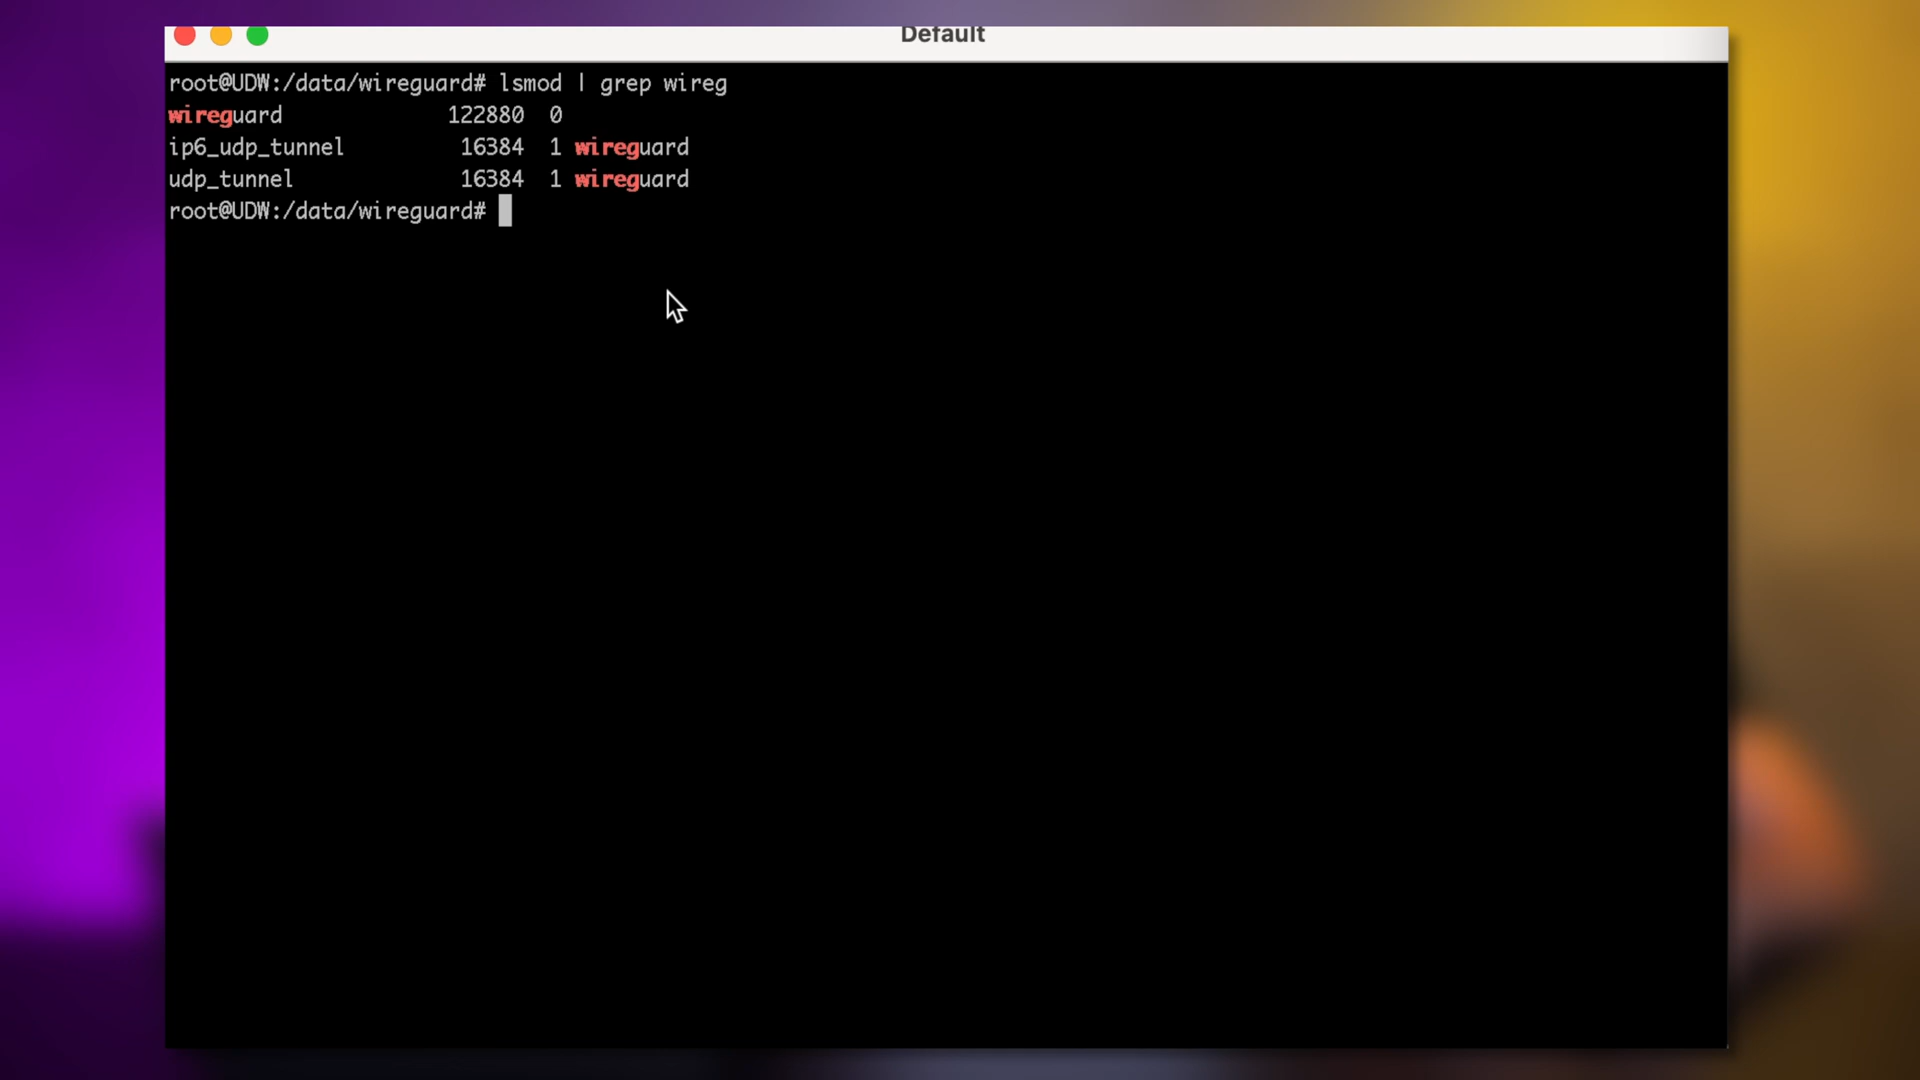 Default
root@UDW:/data/wireguard# lsmod | grep wireg
wireguard 122880 0
ip6_udp_tunnel 16384 1 wireguard
udp_tunnel 16384 1 wireguard
root@UDW:/data/wireguard#